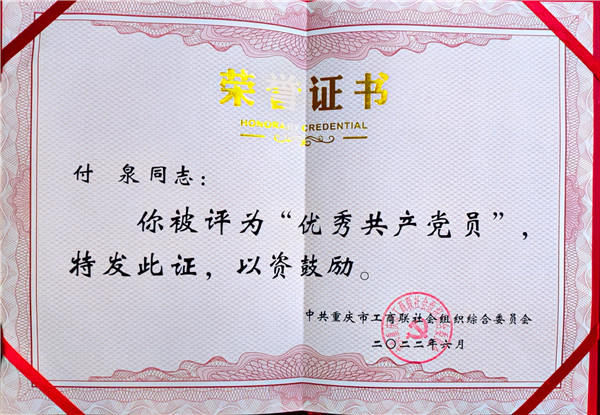 荣誉证书
HONORARY CREDENTIAL
付 泉同志：
你被评为“优秀共产党员”，
特发此证，以资鼓励。
中共重庆市工商联社会组织综合委员会
二〇二二年六月